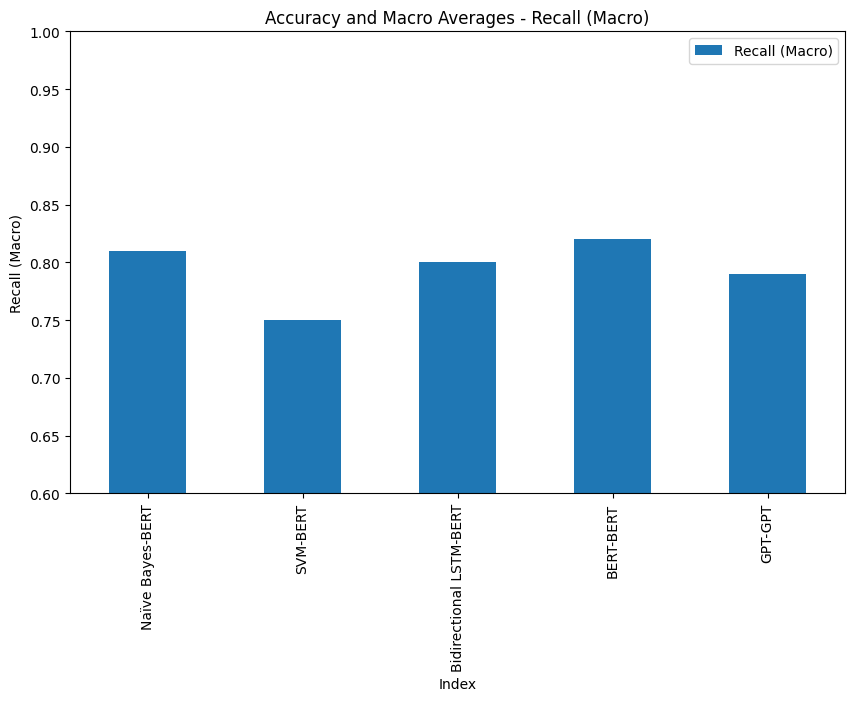 Accuracy and Macro Averages - Recall (Macro)
Recall (Macro)
1.00
0.95
0.90
0.85
0.80
0.75
0.70
0.65
0.60
Recall (Macro)
Naïve Bayes-BERT
SVM-BERT
Bidirectional LSTM-BERT
BERT-BERT
GPT-GPT
Index